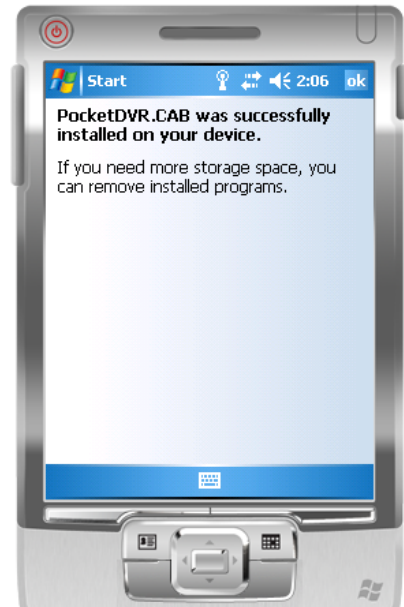 Start 2:06 ok
PocketDVR.CAB was successfully
installed on your device.
If you need more storage space, you
can remove installed programs.